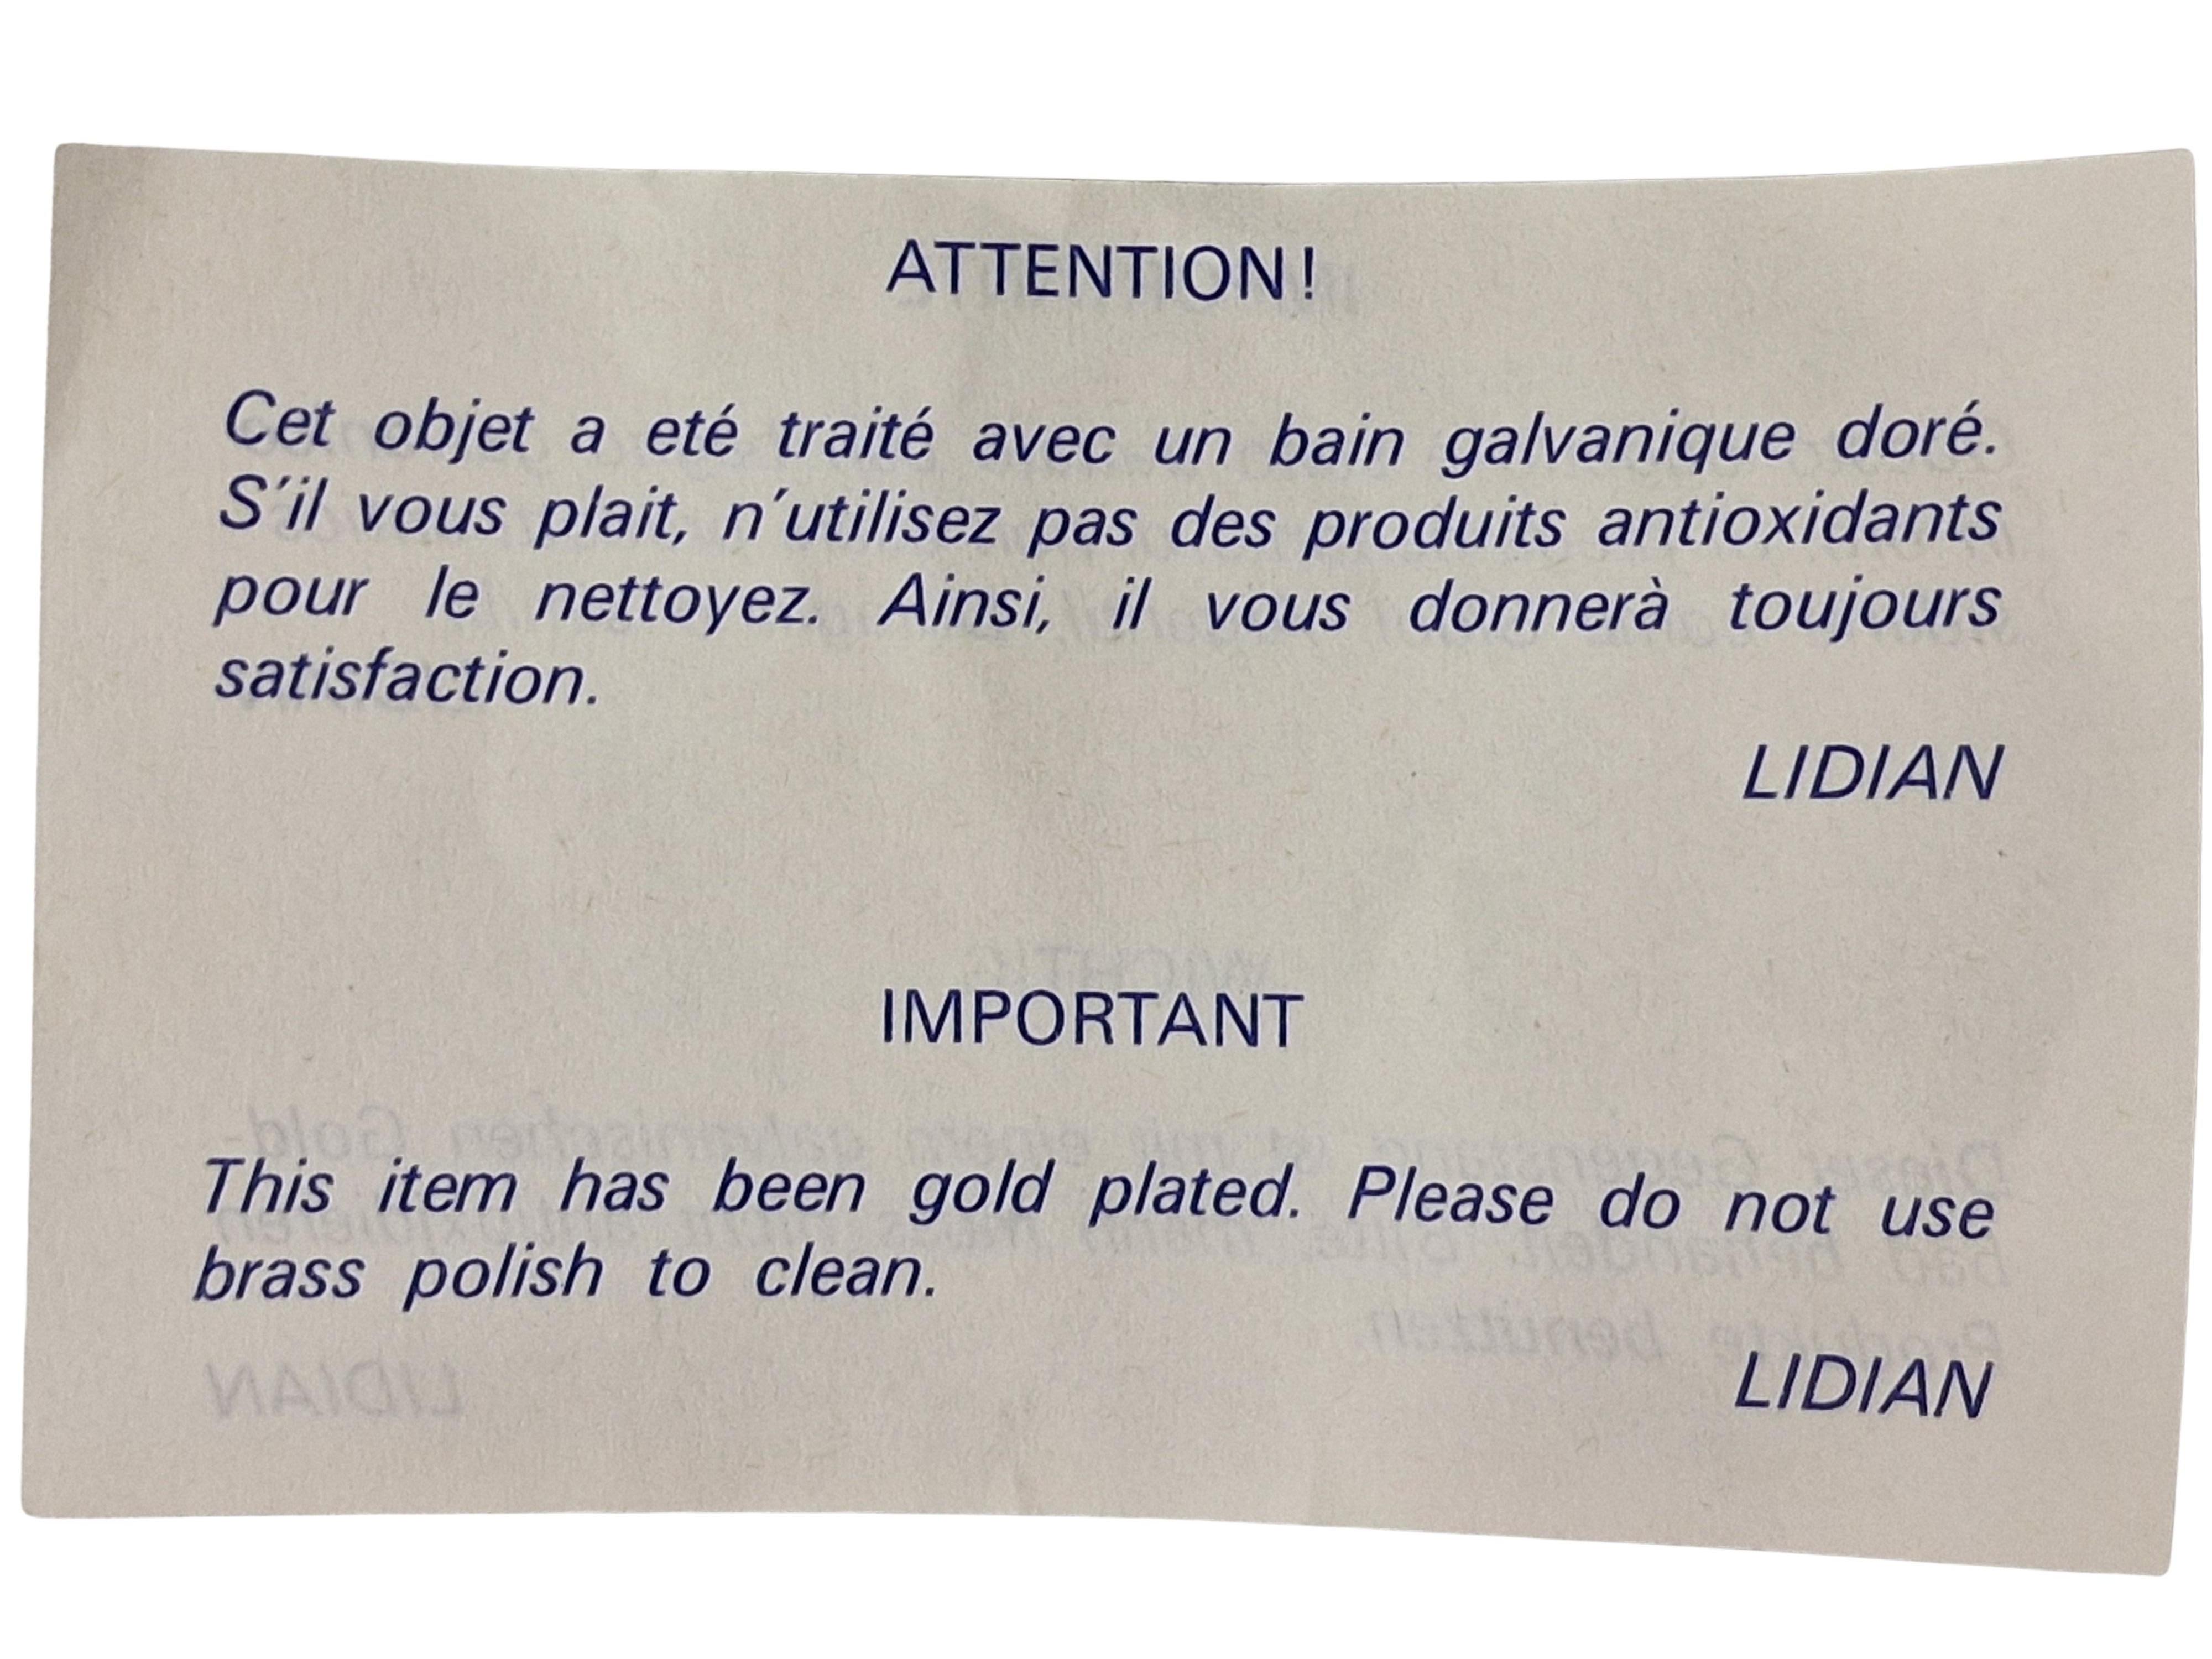 ATTENTION!
Cet objet a eté traité avec un bain galvanique doré.
S'il vous plait, n'utilisez pas des produits antioxidants
pour le nettoyez. Ainsi, il vous donnerà toujours
satisfaction.
LIDIAN
IMPORTANT
This item has been gold plated. Please do not use
brass polish to clean.
LIDIAN